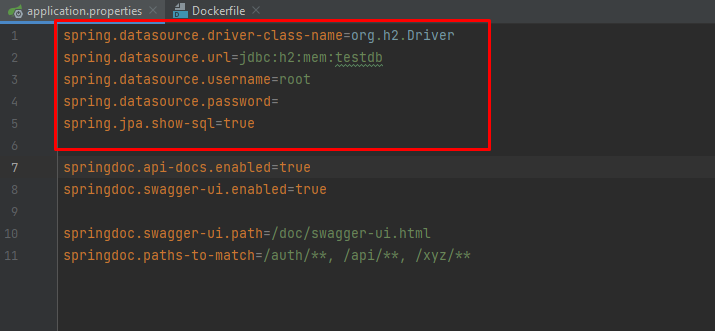 application.properties Dockerfile
1 spring.datasource.driver-class-name=org.h2.Driver
2 spring.datasource.url=jdbc:h2:mem:testdb
3 spring.datasource.username=root
4 spring.datasource.password=
5 spring.jpa.show-sql=true
6
7 springdoc.api-docs.enabled=true
8 springdoc.swagger-ui.enabled=true
9
10 springdoc.swagger-ui.path=/doc/swagger-ui.html
11 springdoc.paths-to-match=/auth/**, /api/**, /xyz/**